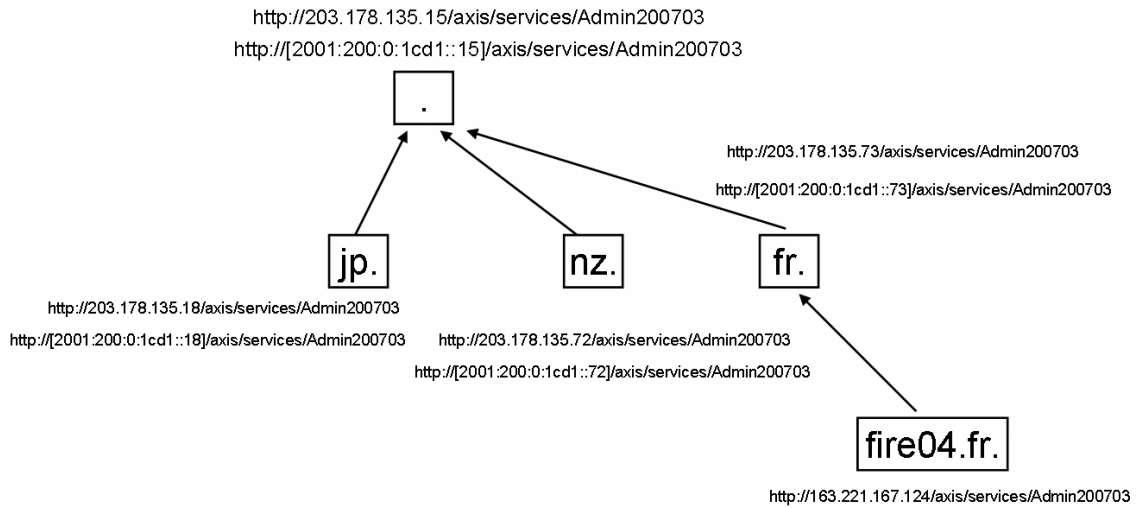 http://203.178.135.15/axis/services/Admin200703
http://[2001:200:0:1cd1::15]/axis/services/Admin200703
.
http://203.178.135.73/axis/services/Admin200703
http://[2001:200:0:1cd1::73]/axis/services/Admin200703
jp.
nz.
fr.
http://203.178.135.18/axis/services/Admin200703
http://[2001:200:0:1cd1::18]/axis/services/Admin200703
http://203.178.135.72/axis/services/Admin200703
http://[2001:200:0:1cd1::72]/axis/services/Admin200703
fire04.fr.
http://163.221.167.124/axis/services/Admin200703